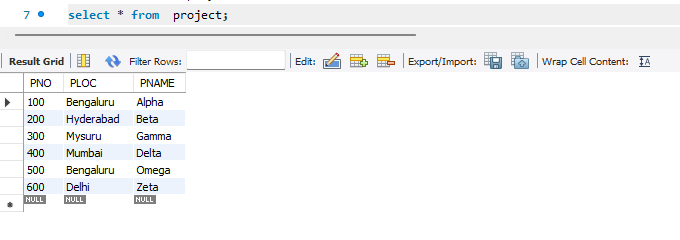 7 select * from project;
Result Grid Filter Rows: Edit: Export/Import: Wrap Cell Content:
PNO PLOC PNAME
100 Bengaluru Alpha
200 Hyderabad Beta
300 Mysuru Gamma
400 Mumbai Delta
500 Bengaluru Omega
600 Delhi Zeta
NULL NULL NULL